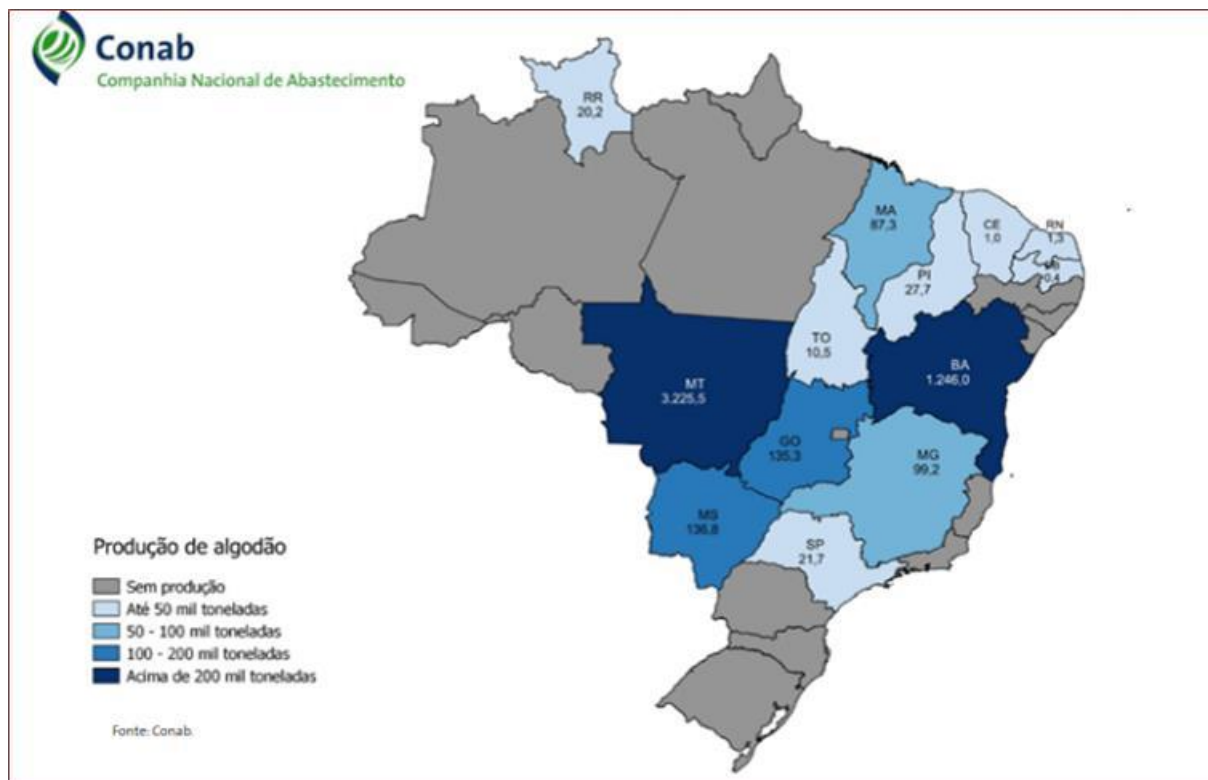 Conab
Companhia Nacional de Abastecimento
RR
20,2
MA
87,3
CE
1,0
RN
1,3
PB
0,4
PI
27,7
TO
10,5
BA
1.246,0
MT
3.225,5
GO
135,3
MG
99,2
MS
136,8
SP
21,7
Produção de algodão
Sem produção
Até 50 mil toneladas
50 - 100 mil toneladas
100 - 200 mil toneladas
Acima de 200 mil toneladas
Fonte: Conab.